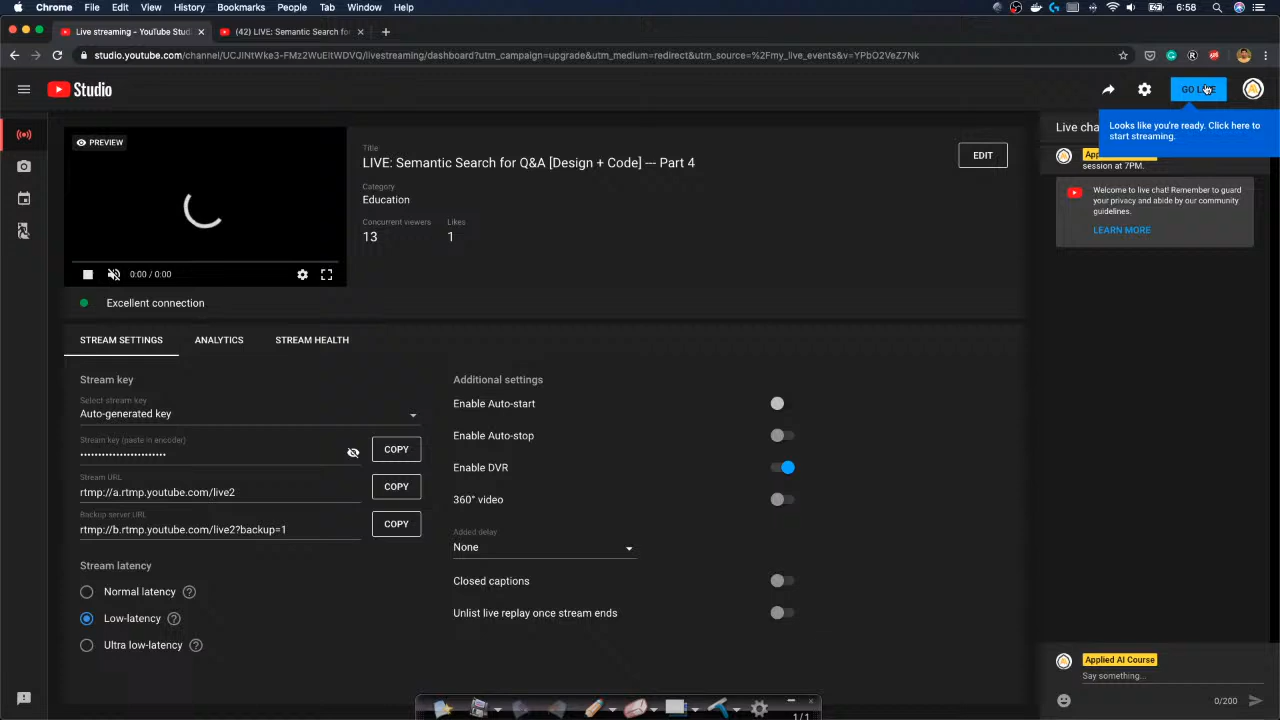 Chrome File Edit View History Bookmarks People Tab Window Help 6:58
Live streaming - YouTube Stud
(42) LIVE: Semantic Search fo
studio.youtube.com/channel/UCJINtWke3-FMz2WuEltWDVQ/livestreaming/dashboard?utm_campaign=upgrade&utm_medium=redirect&utm_source=%2Fmy_live_events&v=YPbO2VeZ7Nk
Studio
GO LIVE
Looks like you're ready. Click here to
start streaming.
PREVIEW
0:00 / 0:00
Excellent connection
Title
LIVE: Semantic Search for Q&A [Design + Code] --- Part 4
Category
Education
Concurrent viewers Likes
13 1
EDIT
Live cha
session at 7PM.
Welcome to live chat! Remember to guard
your privacy and abide by our community
guidelines.
LEARN MORE
STREAM SETTINGS ANALYTICS STREAM HEALTH
Stream key
Select stream key
Auto-generated key
Stream key (paste in encoder)
COPY
Stream URL
rtmp://a.rtmp.youtube.com/live2
COPY
Backup server URL
rtmp://b.rtmp.youtube.com/live2?backup=1
COPY
Stream latency
Normal latency
Low-latency
Ultra low-latency
Additional settings
Enable Auto-start
Enable Auto-stop
Enable DVR
360° video
Added delay
None
Closed captions
Unlist live replay once stream ends
Applied AI Course
Say something...
0/200
1/1